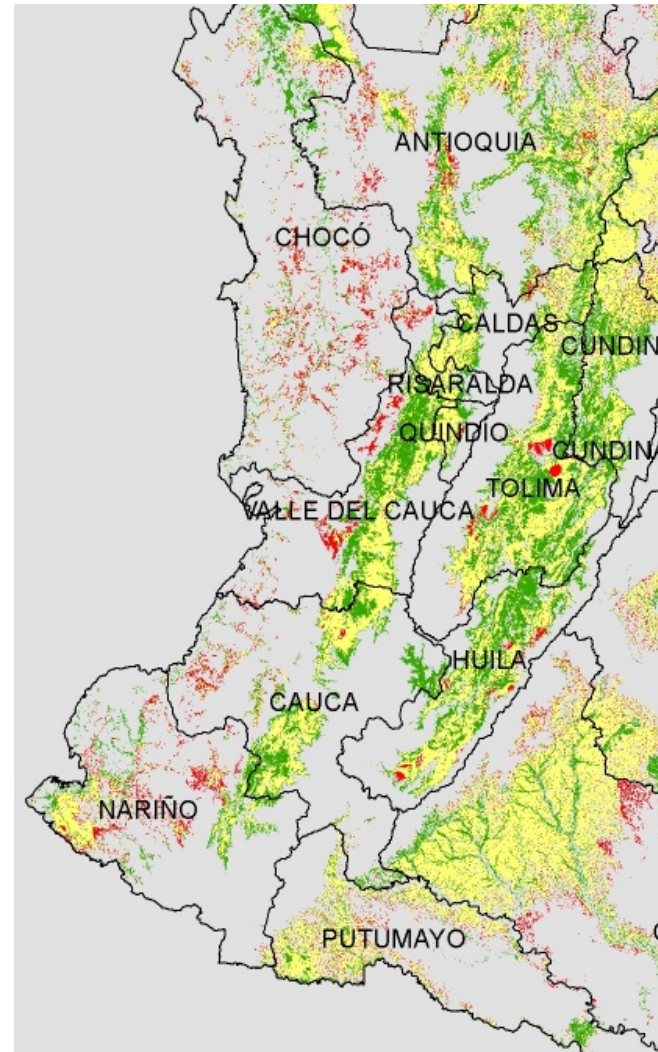 ANTIOQUIA
CHOCÓ
CALDAS
CUNDIN
RISARALDA
QUINDIO
CUNDINA
TOLIMA
VALLE DEL CAUCA
HUILA
CAUCA
NARIÑO
PUTUMAYO